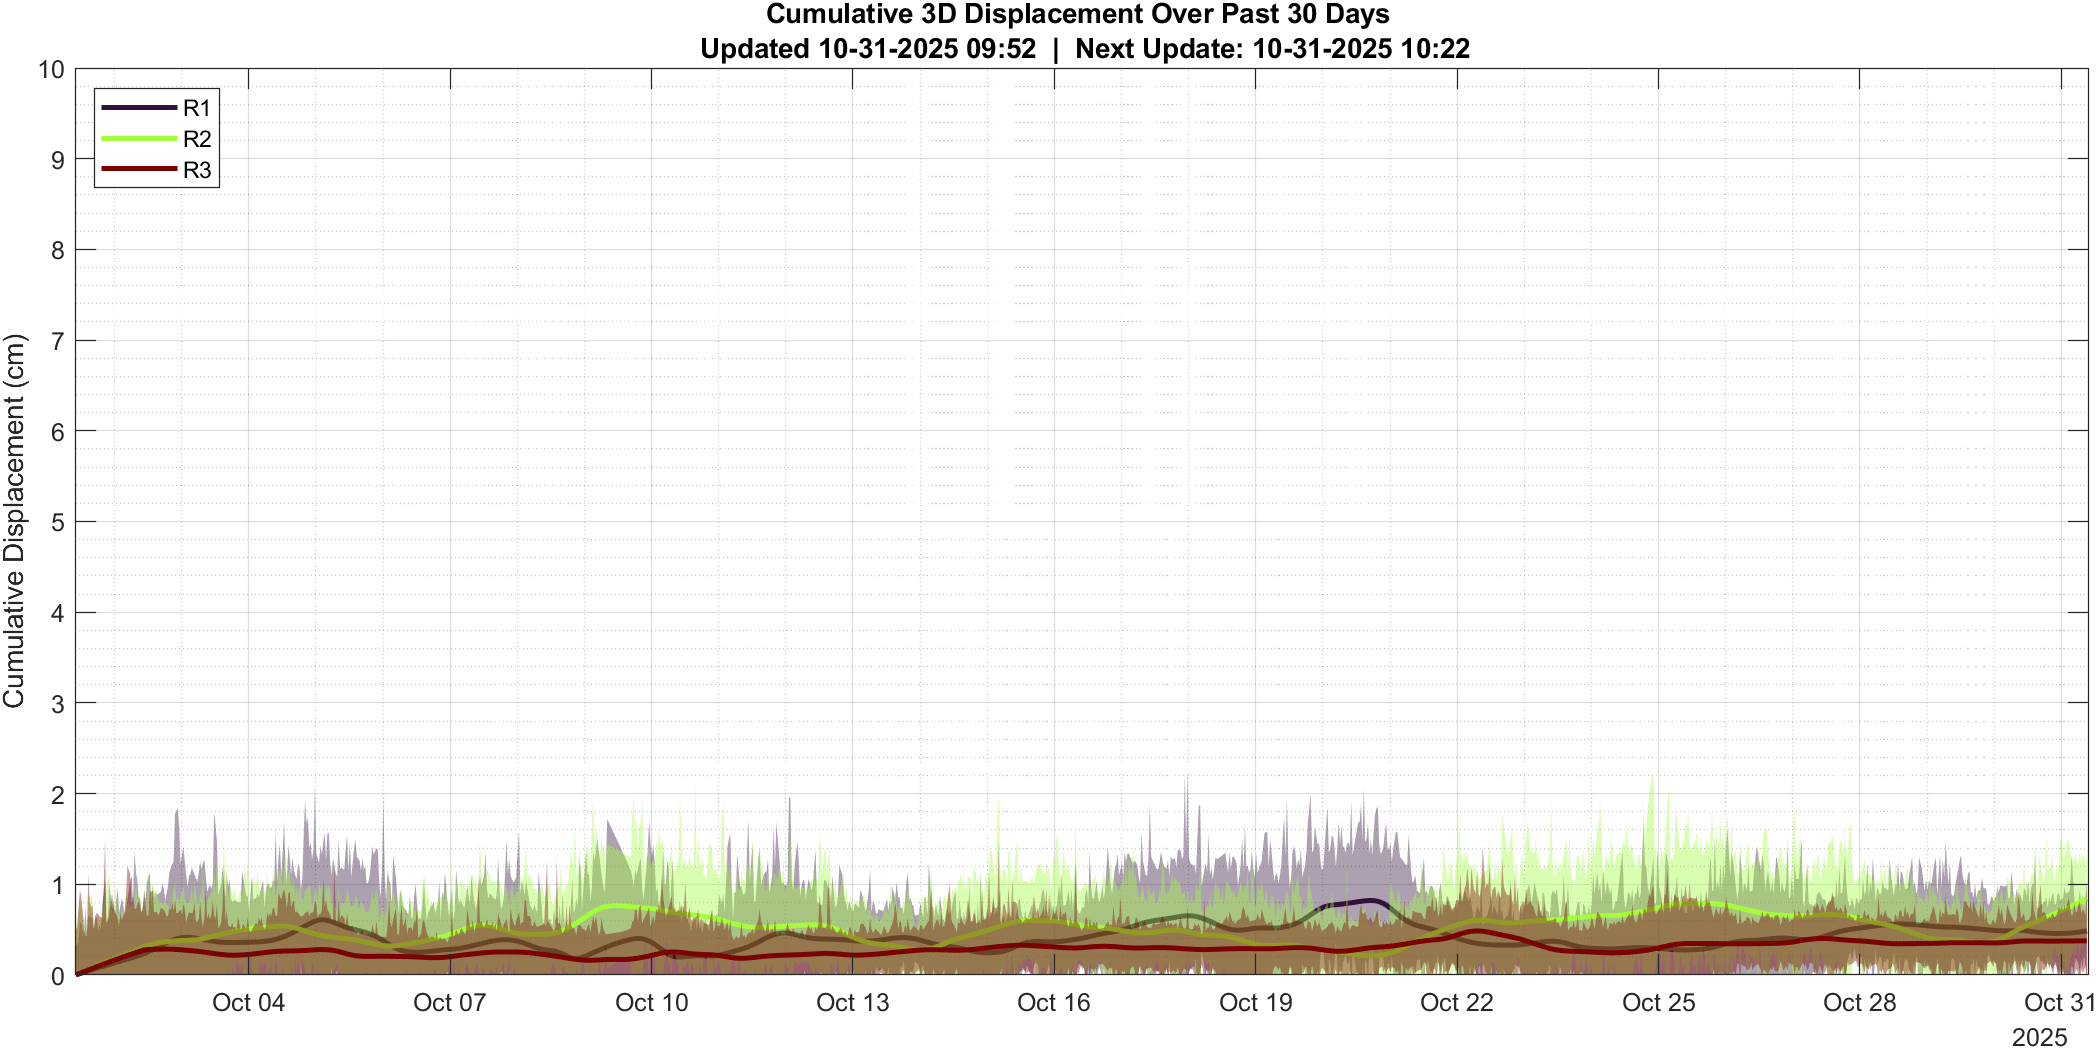 Cumulative 3D Displacement Over Past 30 Days
Updated 10-31-2025 09:52 | Next Update: 10-31-2025 10:22
R1
R2
R3
Cumulative Displacement (cm)
10
9
8
7
6
5
4
3
2
1
0
Oct 04 Oct 07 Oct 10 Oct 13 Oct 16 Oct 19 Oct 22 Oct 25 Oct 28 Oct 31
2025